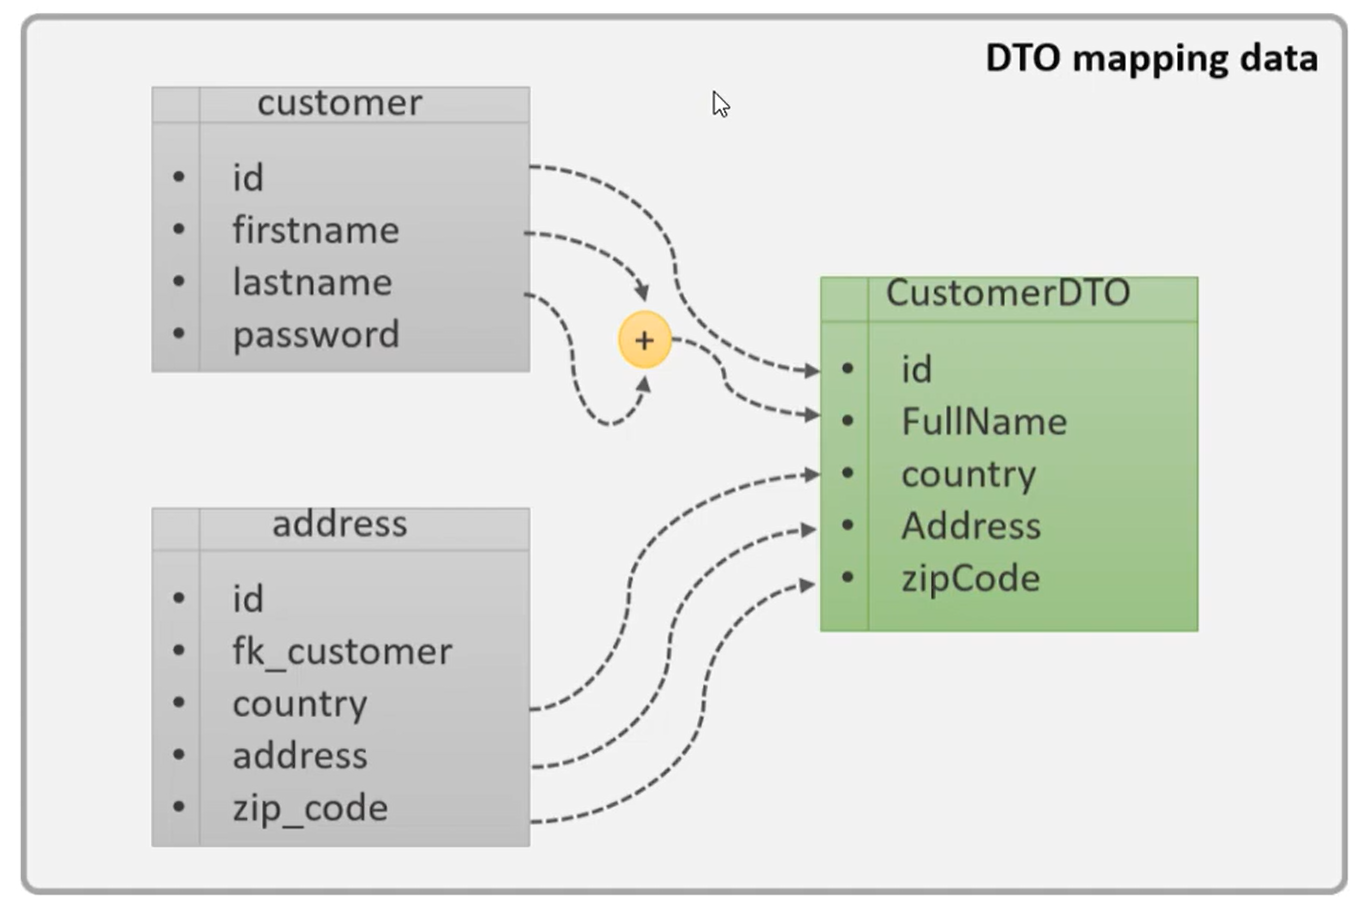 DTO mapping data
customer
• id
• firstname
• lastname
• password
+
CustomerDTO
• id
• FullName
• country
• Address
• zipCode
address
• id
• fk_customer
• country
• address
• zip_code